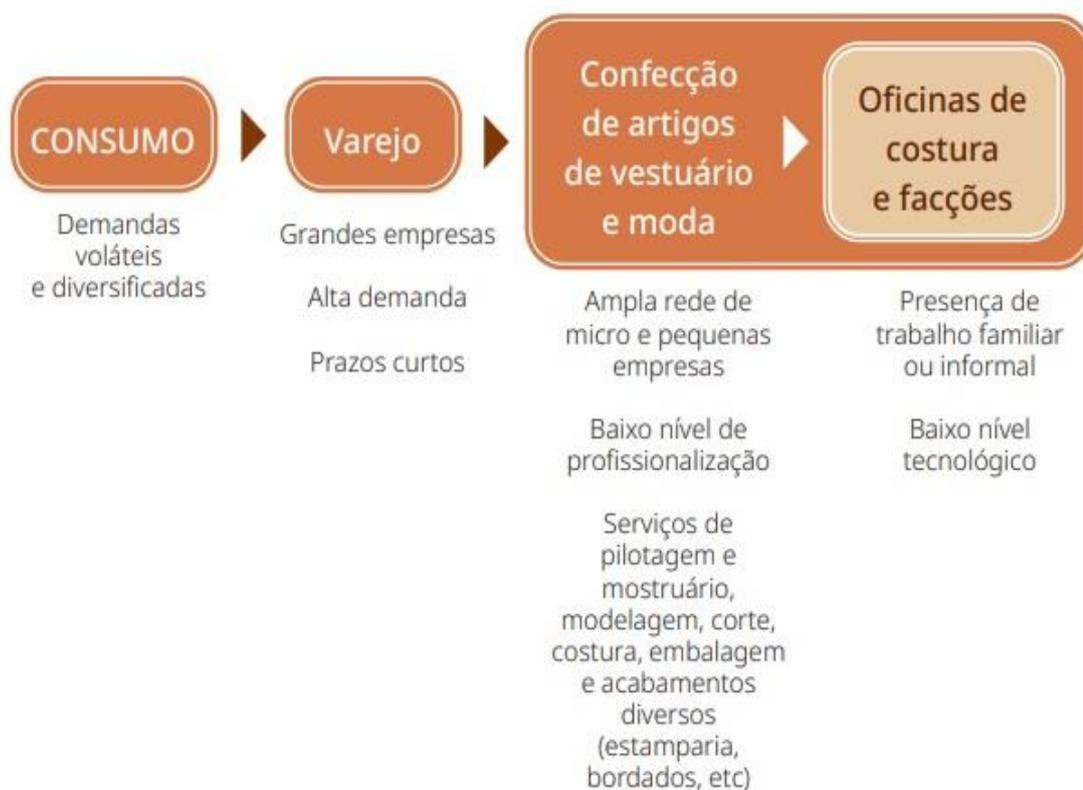 CONSUMO
Demandas
voláteis
e diversificadas
Varejo
Grandes empresas
Alta demanda
Prazos curtos
Confecção
de artigos
de vestuário
e moda
Ampla rede de
micro e pequenas
empresas
Baixo nível de
profissionalização
Serviços de
pilotagem e
mostruário,
modelagem, corte,
costura, embalagem
e acabamentos
diversos
(estamparia,
bordados, etc)
Oficinas de
costura
e facções
Presença de
trabalho familiar
ou informal
Baixo nível
tecnológico